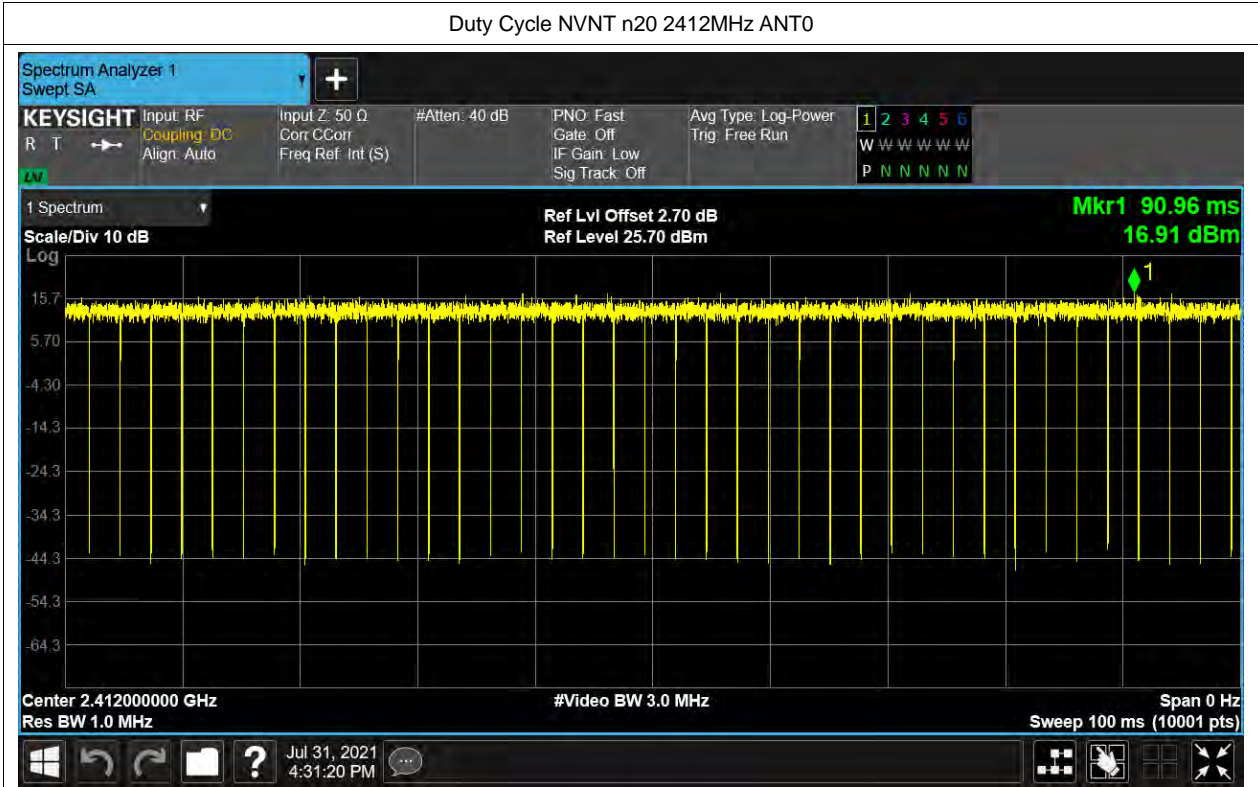 Duty Cycle NVNT n20 2412MHz ANT0
Spectrum Analyzer 1
Swept SA
+
KEYSIGHT
R T
LXI
Input: RF
Coupling: DC
Align: Auto
Input Z: 50 Ω
Corr CCorr
Freq Ref: Int (S)
#Atten: 40 dB
PNO: Fast
Gate: Off
IF Gain: Low
Sig Track: Off
Avg Type: Log-Power
Trig: Free Run
1 2 3 4 5 6
W W W W W W
P N N N N N
1 Spectrum
Scale/Div 10 dB
Log
Ref Lvl Offset 2.70 dB
Ref Level 25.70 dBm
Mkr1 90.96 ms
16.91 dBm
1
15.7
5.70
-4.30
-14.3
-24.3
-34.3
-44.3
-54.3
-64.3
Center 2.412000000 GHz
Res BW 1.0 MHz
#Video BW 3.0 MHz
Span 0 Hz
Sweep 100 ms (10001 pts)
?
Jul 31, 2021
4:31:20 PM